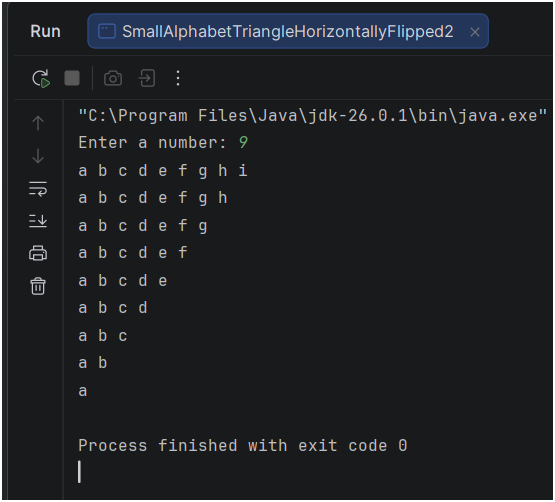 Run SmallAlphabetTriangleHorizontallyFlipped2
"C:\Program Files\Java\jdk-26.0.1\bin\java.exe"
Enter a number: 9
a b c d e f g h i
a b c d e f g h
a b c d e f g
a b c d e f
a b c d e
a b c d
a b c
a b
a
Process finished with exit code 0